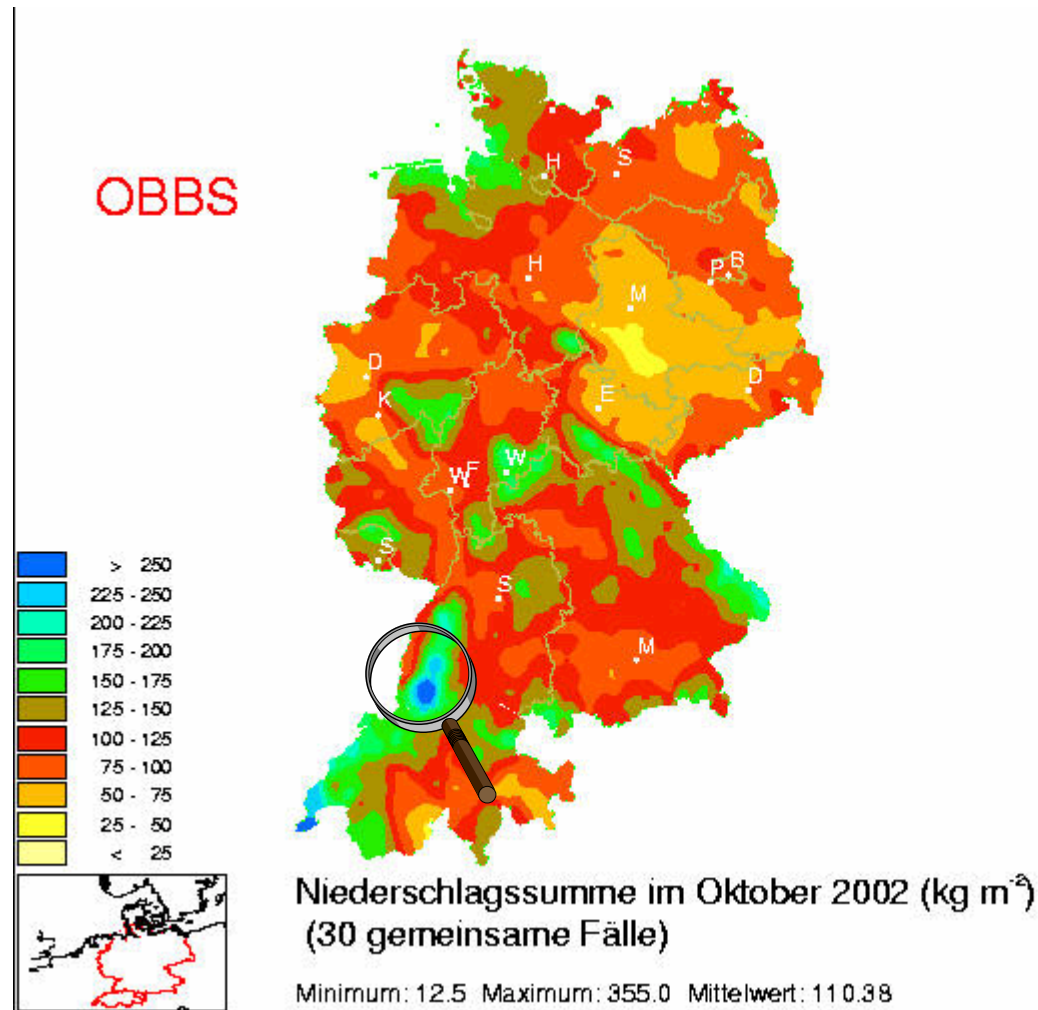 OBBS
H
S
H
P B
M
D
D
K
E
W
W F
S
S
M
> 250
225 - 250
200 - 225
175 - 200
150 - 175
125 - 150
100 - 125
75 - 100
50 - 75
25 - 50
< 25
Niederschlagssumme im Oktober 2002 (kg m⁻²)
(30 gemeinsame Fälle)
Minimum: 12.5 Maximum: 355.0 Mittelwert: 110.38